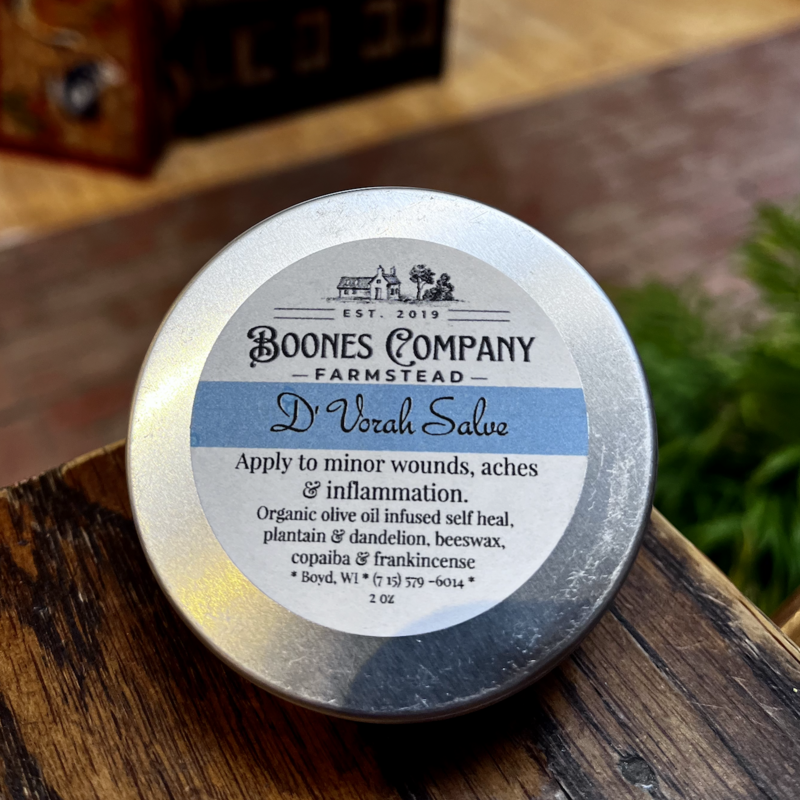 EST. 2019
BOONES COMPANY
—FARMSTEAD—
D'Vorah Salve
Apply to minor wounds, aches
& inflammation.
Organic olive oil infused self heal,
plantain & dandelion, beeswax,
copaiba & frankincense
* Boyd, WI * (715) 579 -6014 *
2 oz